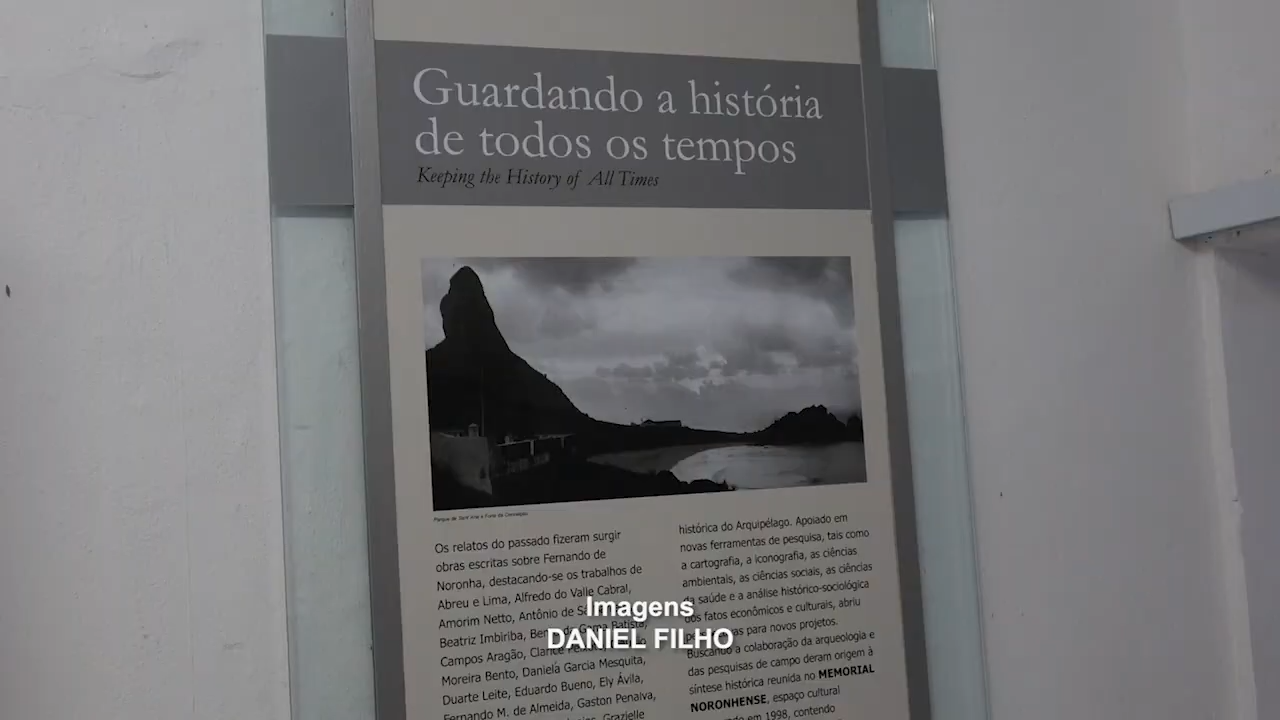 Guardando a história
de todos os tempos
Keeping the History of All Times
Os relatos do passado fizeram surgir
obras escritas sobre Fernando de
Noronha, destacando-se os trabalhos de
Abreu e Lima, Alfredo do Valle Cabral,
Amorim Netto, Antônio de
Beatriz Imbiriba, Gama Batista,
Campos Aragão,
Moreira Bento, Daniela Garcia Mesquita,
Duarte Leite, Eduardo Bueno, Ely Ávila,
Fernando M. de Almeida, Gaston Penalva,
Grazielle
histórica do Arquipélago. Apoiado em
novas ferramentas de pesquisa, tais como
a cartografia, a iconografia, as ciências
ambientais, as ciências sociais, as ciências
da saúde e a análise histórico-sociológica
dos fatos econômicos e culturais, abriu
para novos projetos.
Buscando a colaboração da arqueologia e
das pesquisas de campo deram origem à
síntese histórica reunida no MEMORIAL
NORONHENSE, espaço cultural
em 1998, contendo
Imagens
DANIEL FILHO